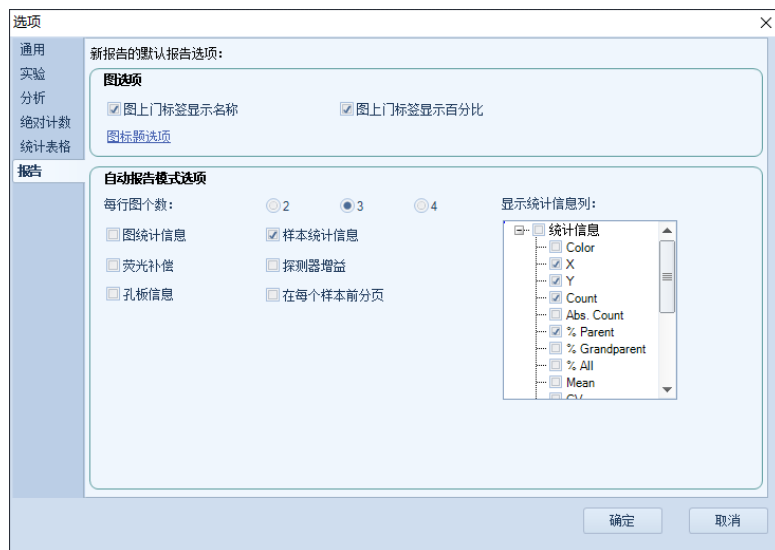 选项
通用
实验
分析
绝对计数
统计表格
报告
新报告的默认报告选项:
图选项
图上门标签显示名称
图上门标签显示百分比
图标题选项
自动报告模式选项
每行图个数:
2
3
4
图统计信息
样本统计信息
荧光补偿
探测器增益
孔板信息
在每个样本前分页
显示统计信息列:
统计信息
Color
X
Y
Count
Abs. Count
% Parent
% Grandparent
% All
Mean
CV
确定
取消